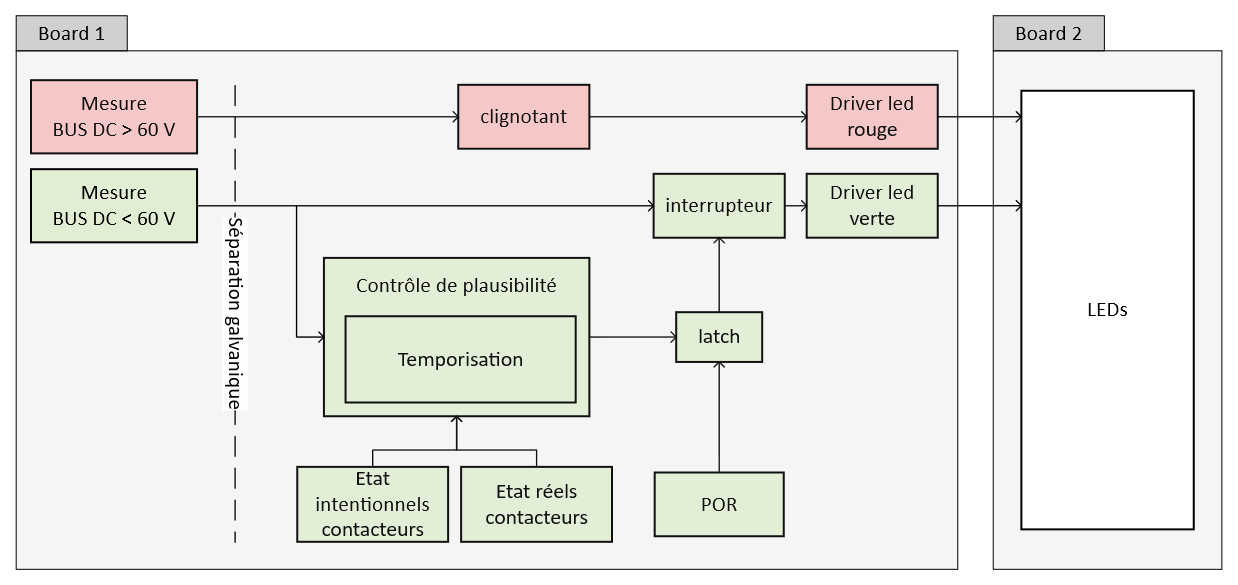 Board 1
Board 2
Mesure
BUS DC > 60 V
clignotant
Driver led
rouge
Mesure
BUS DC < 60 V
interrupteur
Driver led
verte
Séparation galvanique
Contrôle de plausibilité
Temporisation
latch
LEDs
Etat
intentionnels
contacteurs
Etat réels
contacteurs
POR